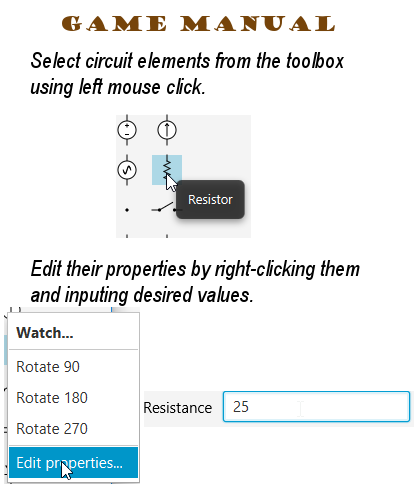 GAME MANUAL
Select circuit elements from the toolbox
using left mouse click.
Resistor
Edit their properties by right-clicking them
and inputing desired values.
Watch...
Rotate 90
Rotate 180
Rotate 270
Edit properties...
Resistance 25